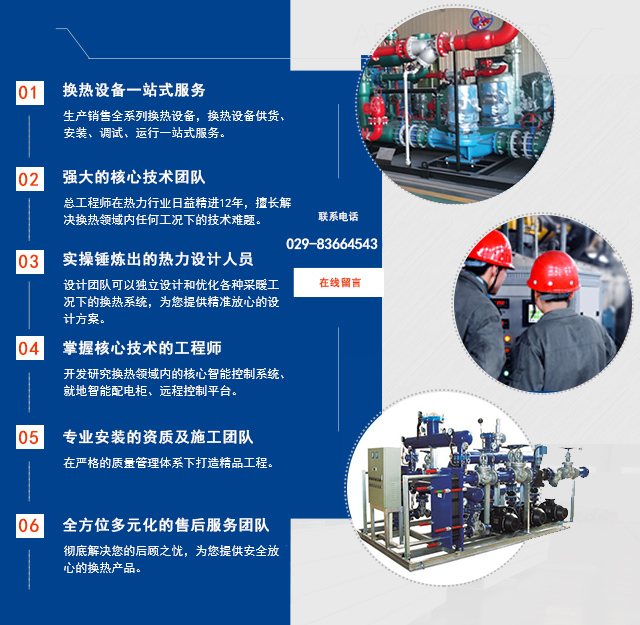 01
换热设备一站式服务
生产销售全系列换热设备，换热设备供货、
安装、调试、运行一站式服务。
02
强大的核心技术团队
总工程师在热力行业日益精进12年，擅长解
决换热领域内任何工况下的技术难题。
03
实操锤炼出的热力设计人员
设计团队可以独立设计和优化各种采暖工
况下的换热系统，为您提供精准放心的设
计方案。
04
掌握核心技术的工程师
开发研究换热领域内的核心智能控制系统、
就地智能配电柜、远程控制平台。
05
专业安装的资质及施工团队
在严格的质量管理体系下打造精品工程。
06
全方位多元化的售后服务团队
彻底解决您的后顾之忧，为您提供安全放
心的换热产品。
联系电话
029-83664543
在线留言